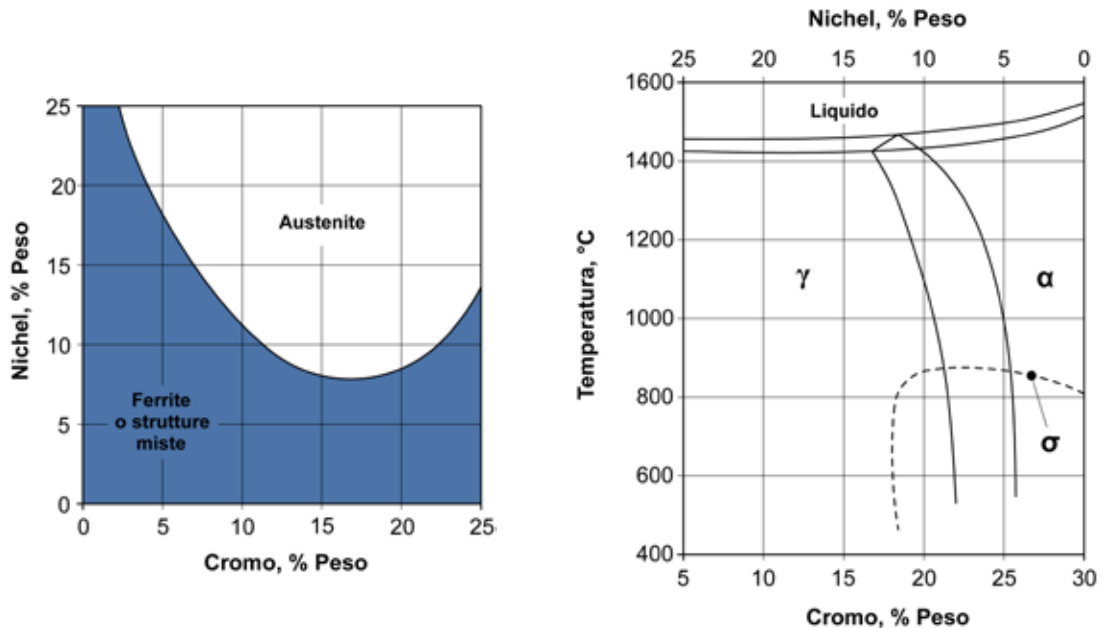 25
20
15
10
5
0
Nichel, % Peso
Austenite
Ferrite
o strutture
miste
0 5 10 15 20 25
Cromo, % Peso
Nichel, % Peso
25 20 15 10 5 0
1600
1400
1200
1000
800
600
400
Temperatura, °C
Liquido
γ
α
σ
5 10 15 20 25 30
Cromo, % Peso